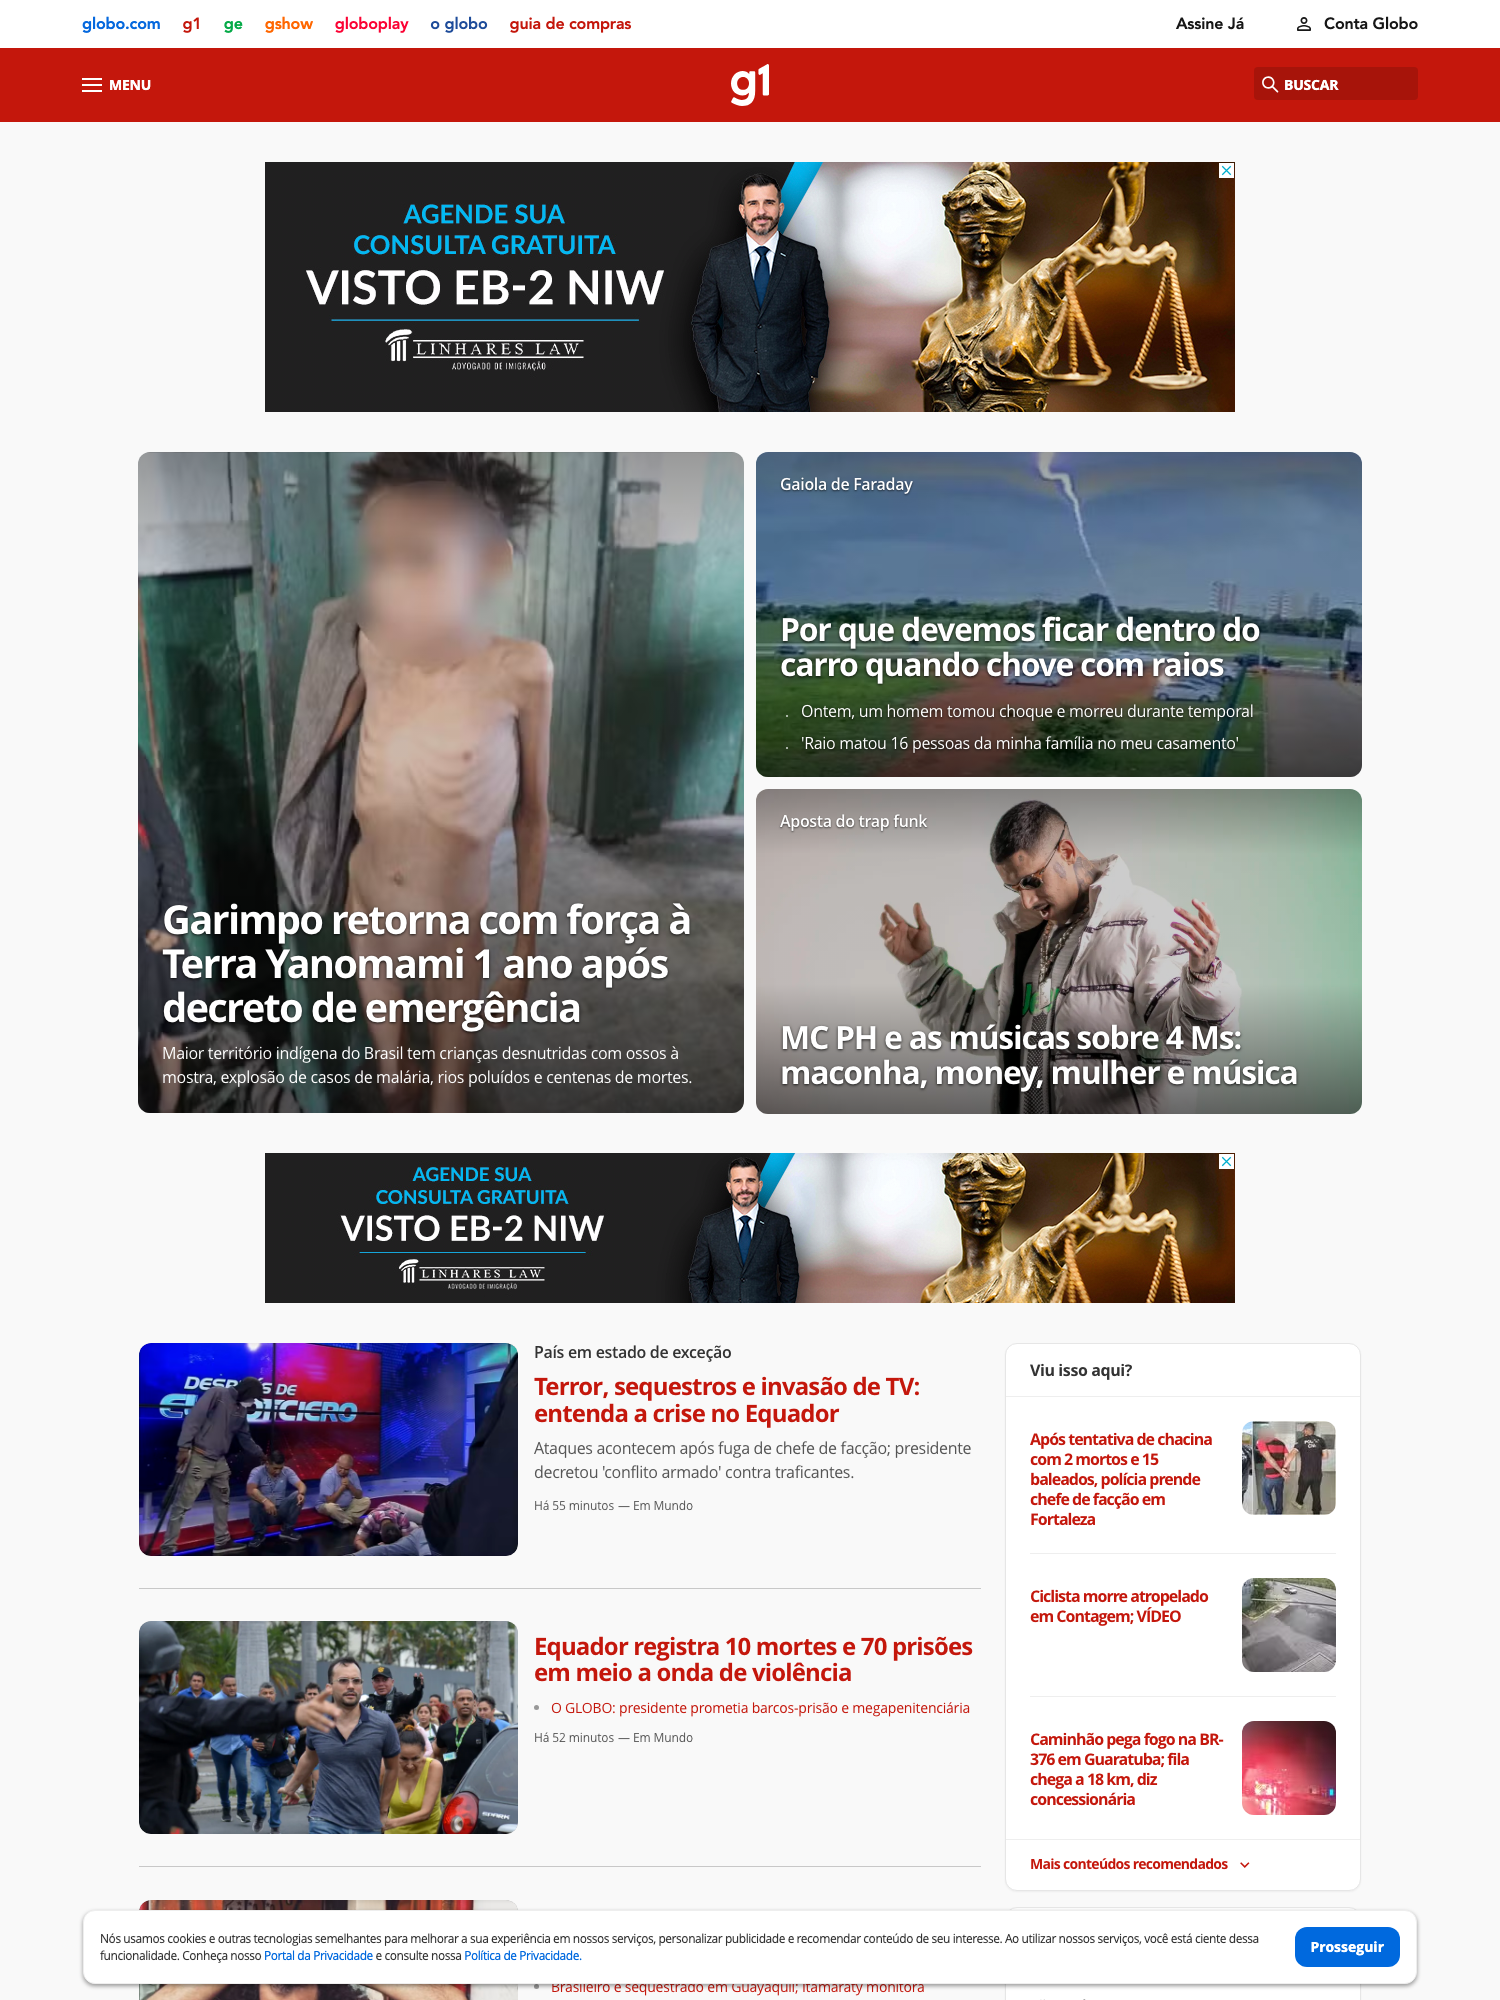 globo.com g1 ge gshow globoplay o globo guia de compras Assine Já Conta Globo
MENU g1 BUSCAR
AGENDE SUA
CONSULTA GRATUITA
VISTO EB-2 NIW
LINHARES LAW
ADVOGADO DE IMIGRAÇÃO
Garimpo retorna com força à
Terra Yanomami 1 ano após
decreto de emergência
Maior território indígena do Brasil tem crianças desnutridas com ossos à
mostra, explosão de casos de malária, rios poluídos e centenas de mortes.
Gaiola de Faraday
Por que devemos ficar dentro do
carro quando chove com raios
. Ontem, um homem tomou choque e morreu durante temporal
. 'Raio matou 16 pessoas da minha família no meu casamento'
Aposta do trap funk
MC PH e as músicas sobre 4 Ms:
maconha, money, mulher e música
AGENDE SUA
CONSULTA GRATUITA
VISTO EB-2 NIW
LINHARES LAW
ADVOGADO DE IMIGRAÇÃO
DE
País em estado de exceção
Terror, sequestros e invasão de TV:
entenda a crise no Equador
Ataques acontecem após fuga de chefe de facção; presidente
decretou 'conflito armado' contra traficantes.
Há 55 minutos — Em Mundo
Equador registra 10 mortes e 70 prisões
em meio a onda de violência
• O GLOBO: presidente prometia barcos-prisão e megapenitenciária
Há 52 minutos — Em Mundo
• Brasileiro é sequestrado em Guayaquil; Itamaraty monitora
Viu isso aqui?
Após tentativa de chacina
com 2 mortos e 15
baleados, polícia prende
chefe de facção em
Fortaleza
Ciclista morre atropelado
em Contagem; VÍDEO
Caminhão pega fogo na BR-
376 em Guaratuba; fila
chega a 18 km, diz
concessionária
Mais conteúdos recomendados
Nós usamos cookies e outras tecnologias semelhantes para melhorar a sua experiência em nossos serviços, personalizar publicidade e recomendar conteúdo de seu interesse. Ao utilizar nossos serviços, você está ciente dessa
funcionalidade. Conheça nosso Portal da Privacidade e consulte nossa Política de Privacidade.
Prosseguir